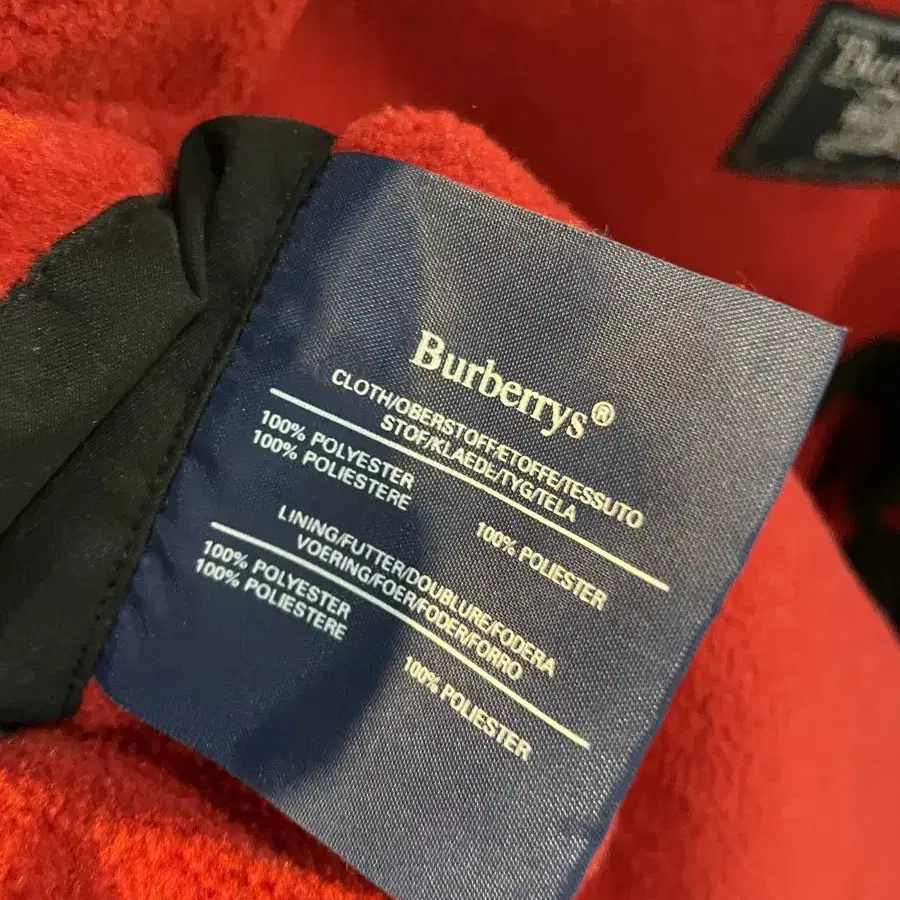 Burberrys®
CLOTH/OBERSTOFF/ETOFFE/TESSUTO
STOF/KLAEDE/TYG/TELA
100% POLYESTER
100% POLIESTERE
100% POLIESTER
LINING/FUTTER/DOUBLURE/FODERA
VOERING/FOER/FODER/FORRO
100% POLYESTER
100% POLIESTERE
100% POLIESTER